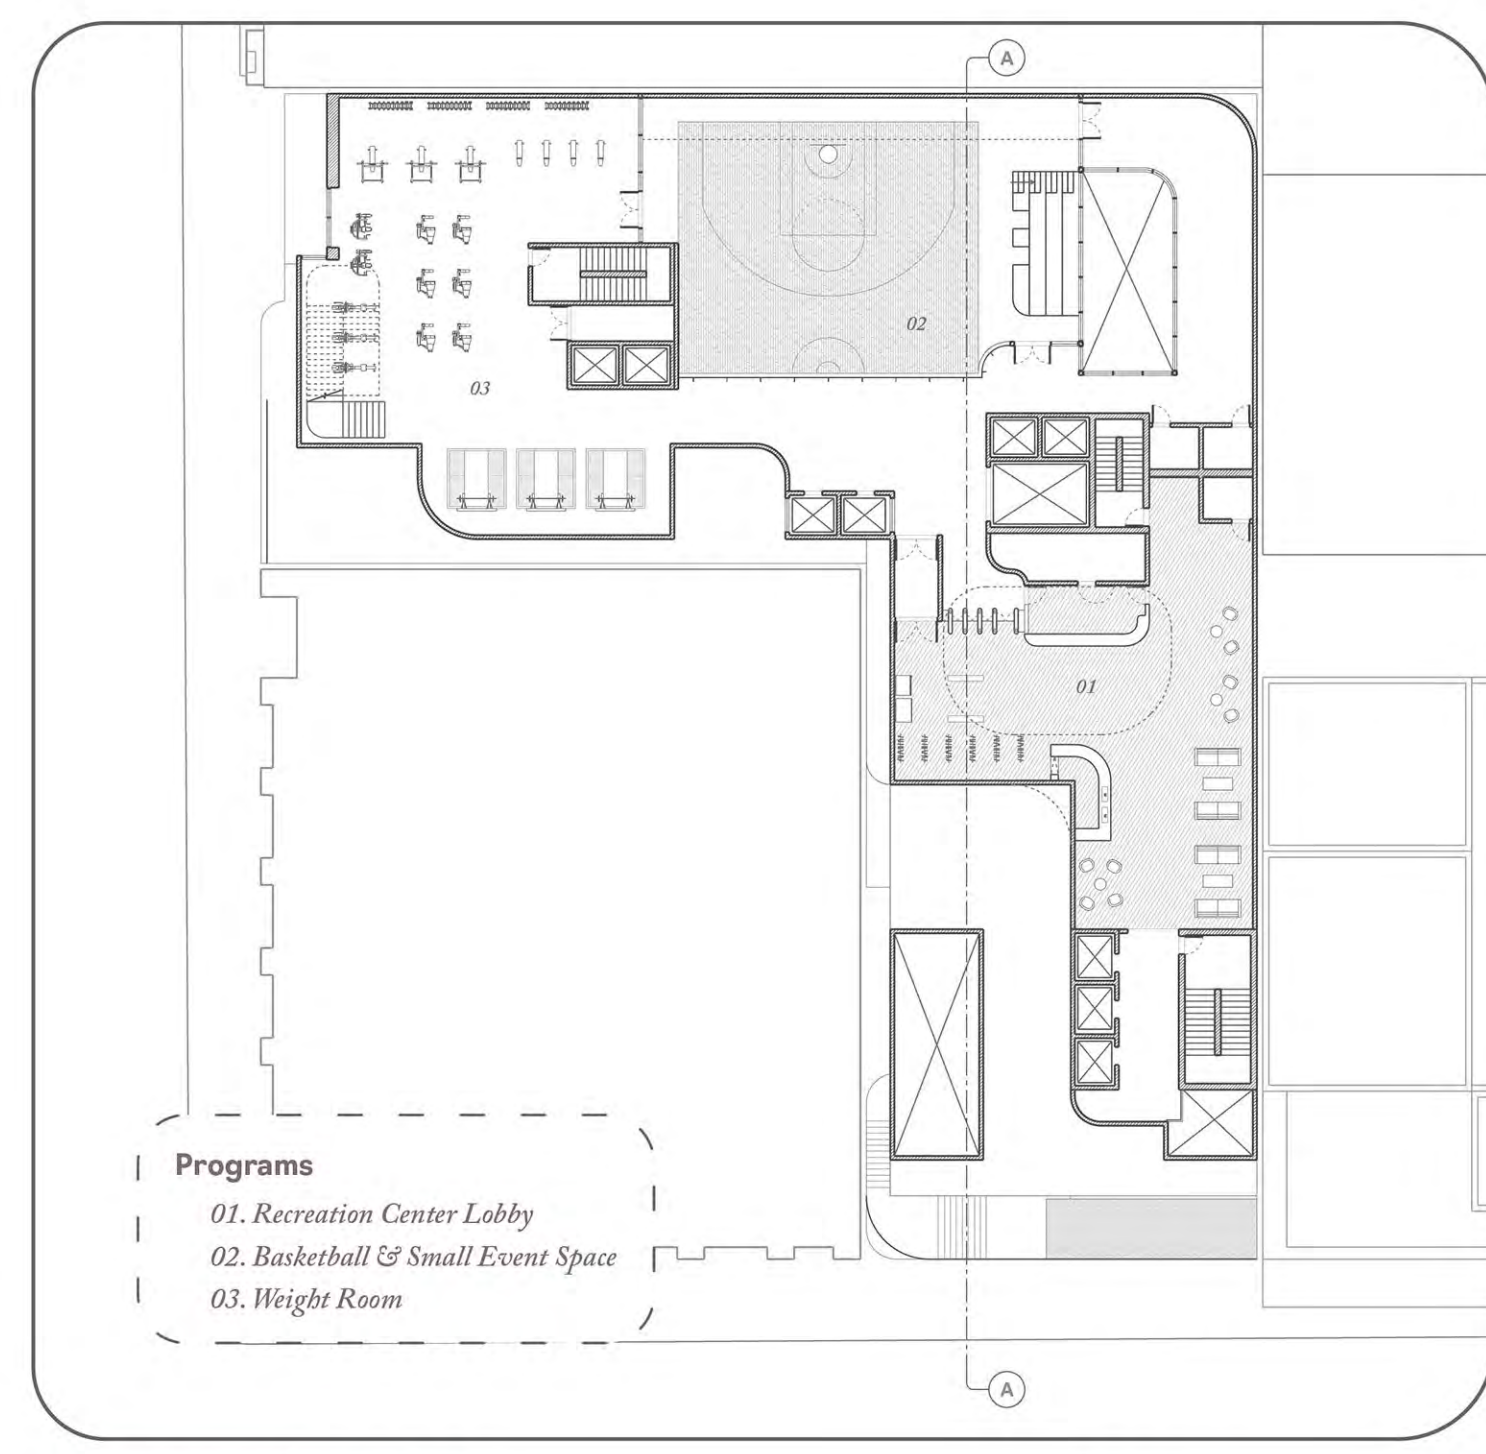 A
02
03
01
Programs
01. Recreation Center Lobby
02. Basketball & Small Event Space
03. Weight Room
A